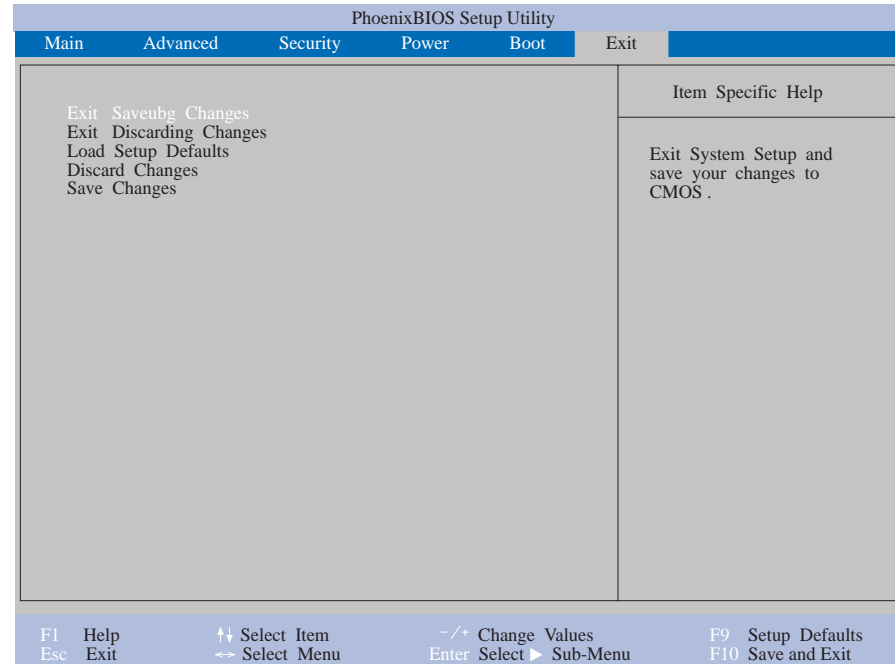 PhoenixBIOS Setup Utility
Main Advanced Security Power Boot Exit
Exit Saveubg Changes
Exit Discarding Changes
Load Setup Defaults
Discard Changes
Save Changes
Item Specific Help
Exit System Setup and
save your changes to
CMOS .
F1 Help ↑↓ Select Item -/+ Change Values F9 Setup Defaults
Esc Exit ↔ Select Menu Enter Select ▶ Sub-Menu F10 Save and Exit